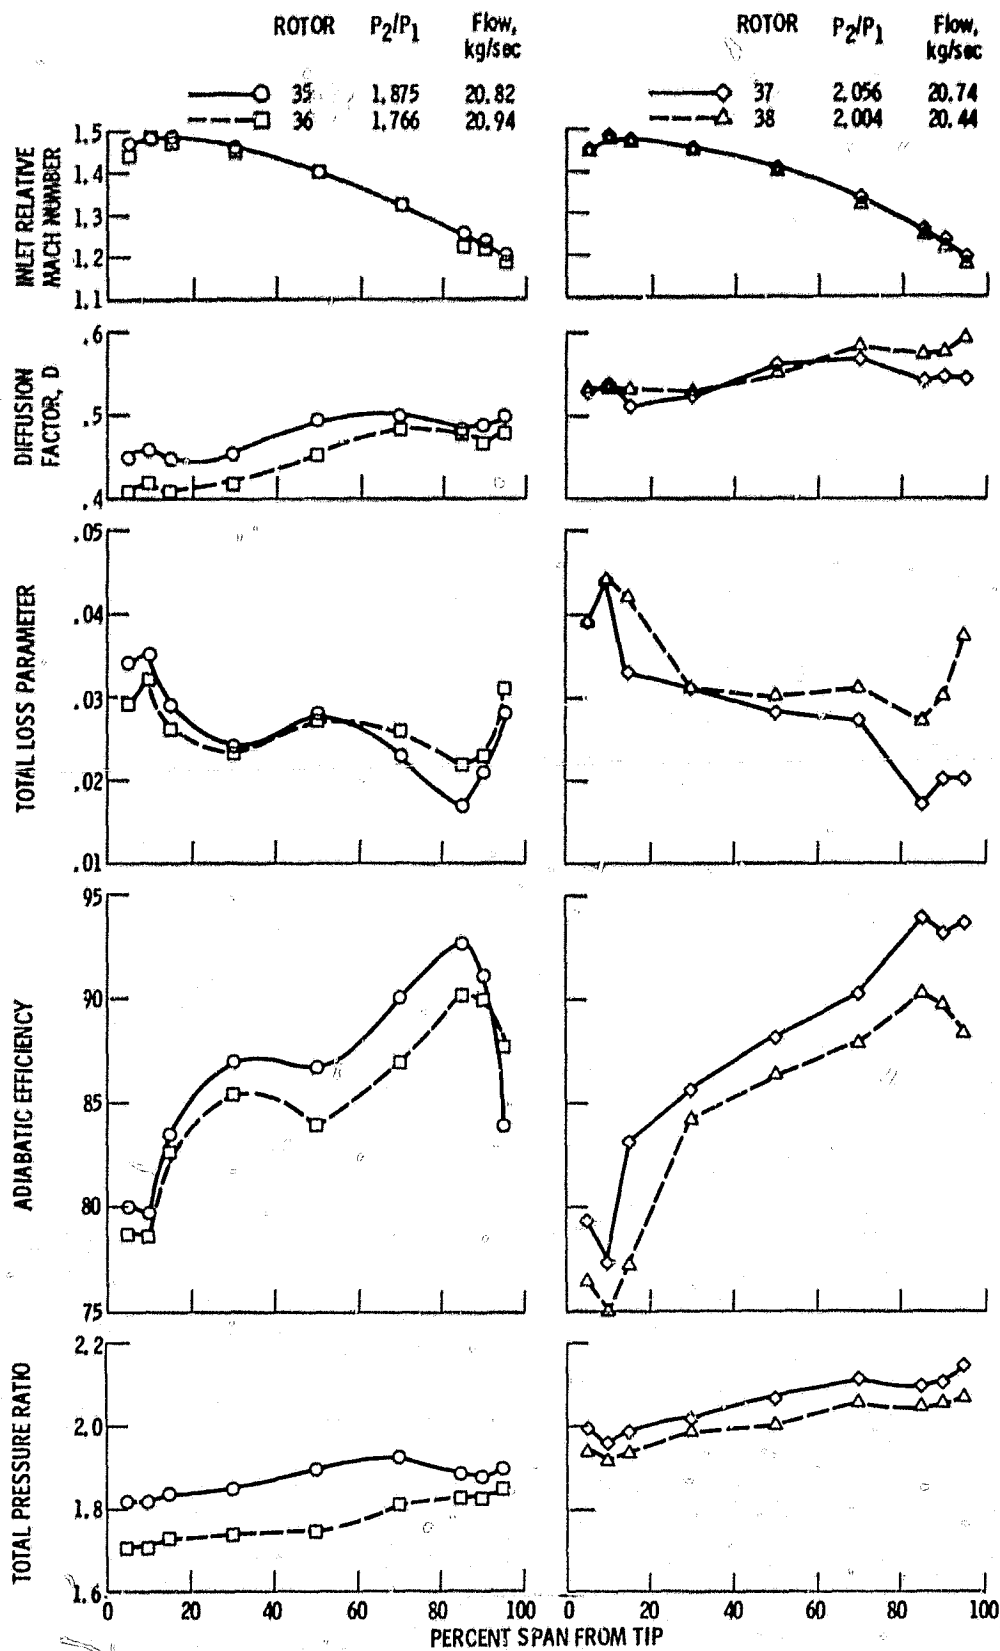 ROTOR P2/P1 Flow, kg/sec
35 1.875 20.82
36 1.766 20.94
ROTOR P2/P1 Flow, kg/sec
37 2.056 20.74
38 2.004 20.44
INLET RELATIVE
MACH NUMBER
1.5
1.4
1.3
1.2
1.1
DIFFUSION
FACTOR, D
.6
.5
.4
TOTAL LOSS PARAMETER
.05
.04
.03
.02
.01
ADIABATIC EFFICIENCY
95
90
85
80
75
TOTAL PRESSURE RATIO
2.2
2.0
1.8
1.6
0 20 40 60 80 100
0 20 40 60 80 100
PERCENT SPAN FROM TIP